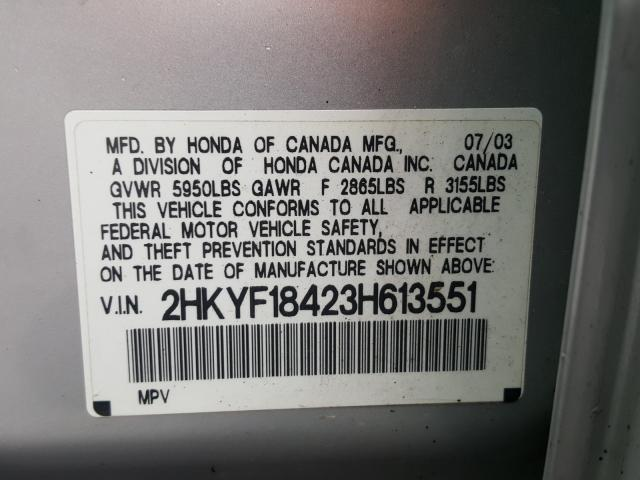 MFD. BY HONDA OF CANADA MFG., 07/03
A DIVISION OF HONDA CANADA INC. CANADA
GVWR 5950LBS GAWR F 2865LBS R 3155LBS
THIS VEHICLE CONFORMS TO ALL APPLICABLE
FEDERAL MOTOR VEHICLE SAFETY,
AND THEFT PREVENTION STANDARDS IN EFFECT
ON THE DATE OF MANUFACTURE SHOWN ABOVE:
V.I.N. 2HKYF18423H613551
MPV